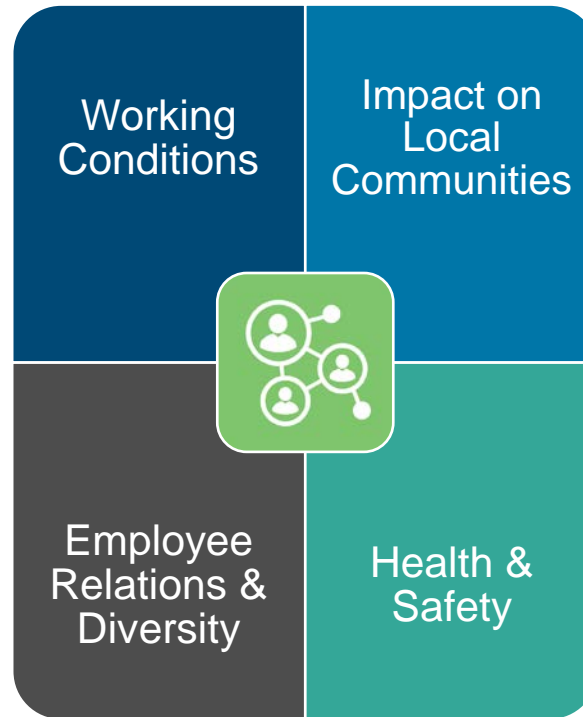 Working
Conditions
Impact on
Local
Communities
Employee
Relations &
Diversity
Health &
Safety